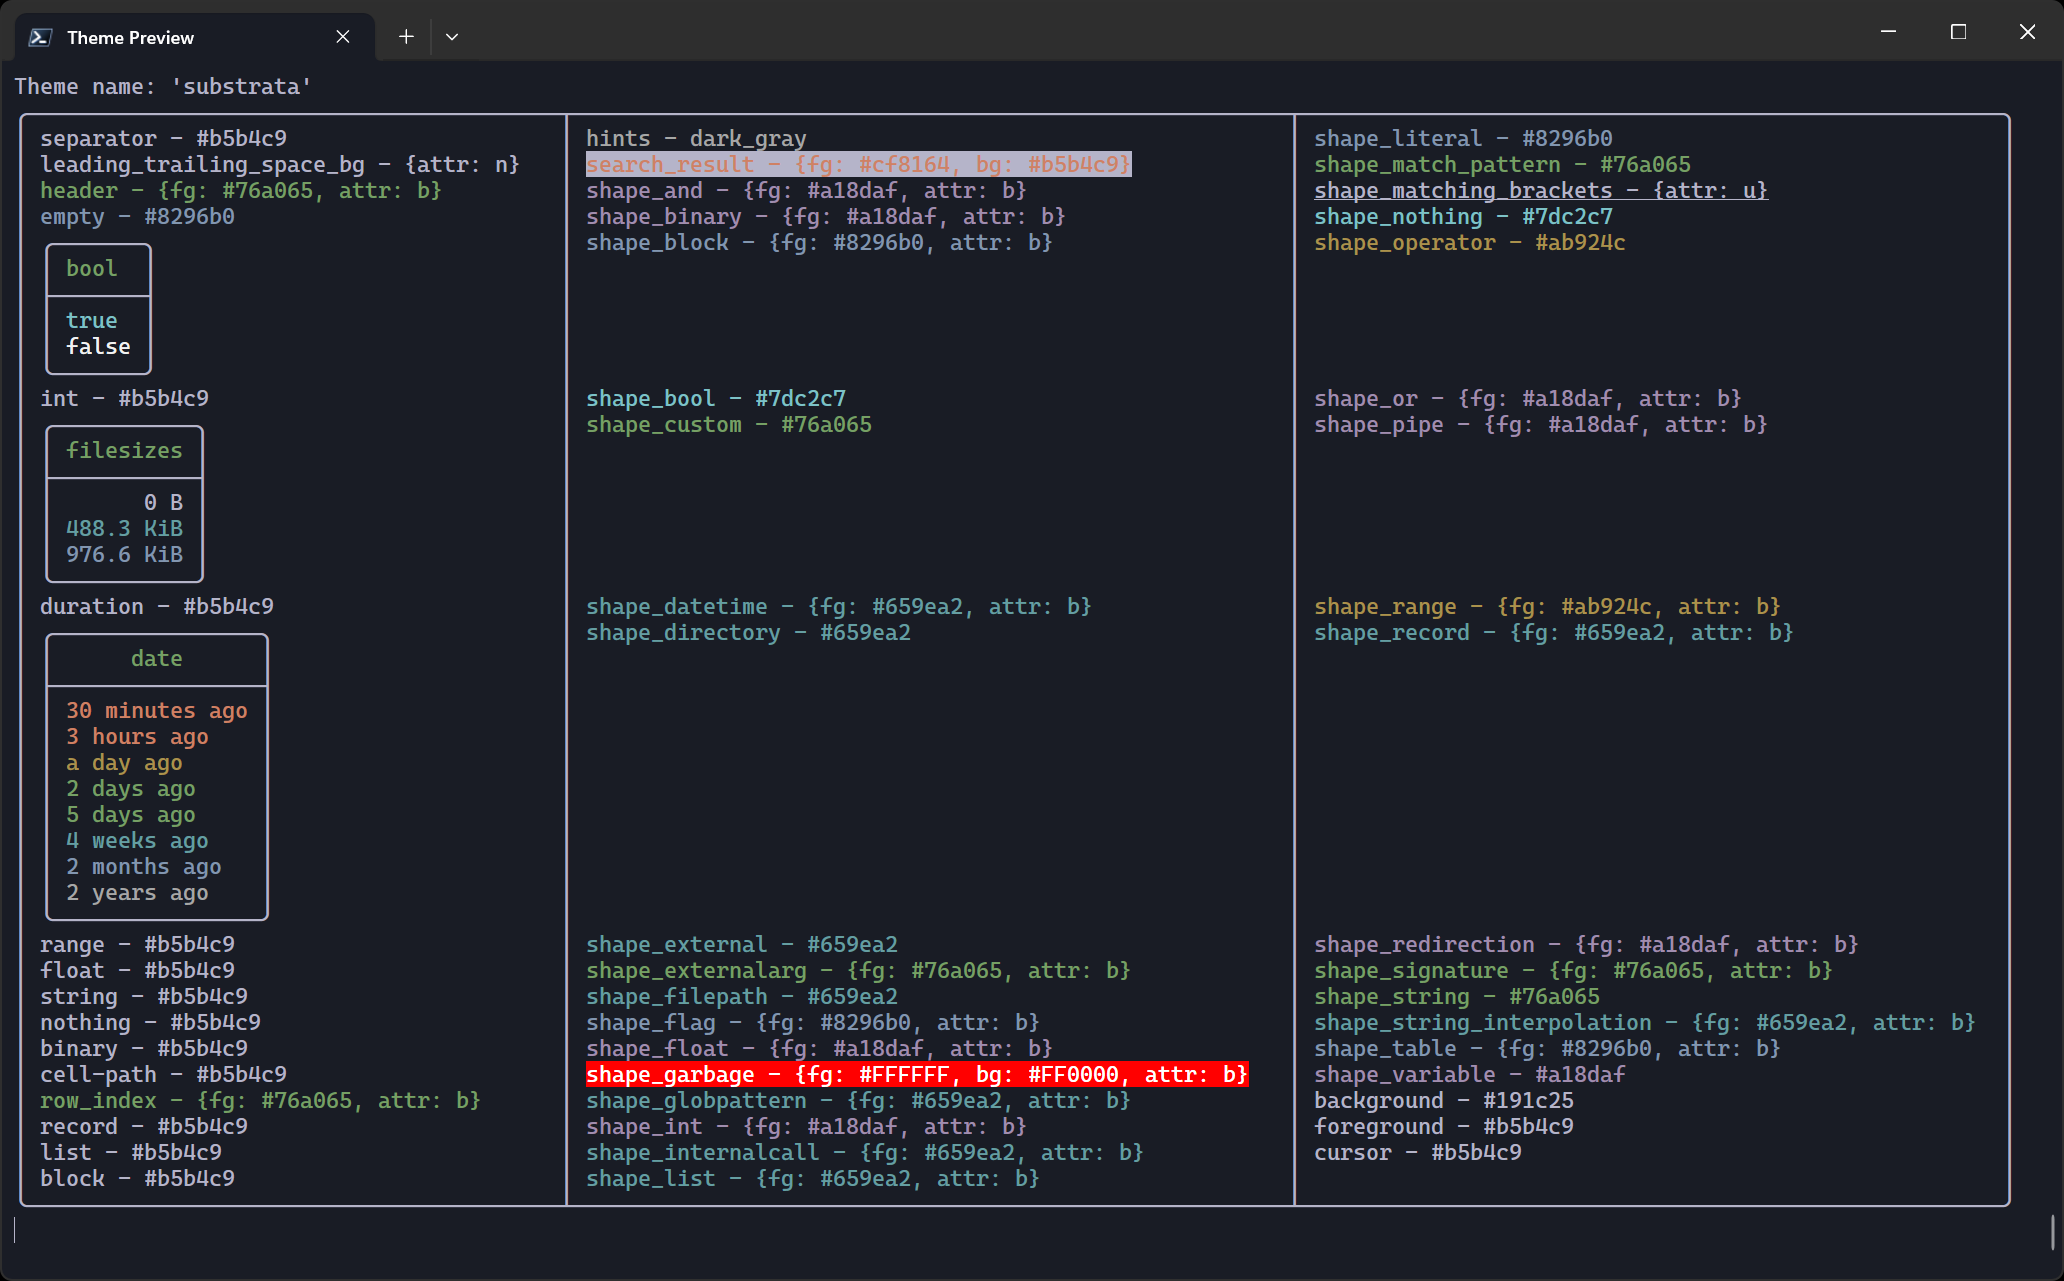 Theme Preview
Theme name: 'substrata'
separator - #b5b4c9
leading_trailing_space_bg - {attr: n}
header - {fg: #76a065, attr: b}
empty - #8296b0
bool
true
false
int - #b5b4c9
filesizes
0 B
488.3 KiB
976.6 KiB
duration - #b5b4c9
date
30 minutes ago
3 hours ago
a day ago
2 days ago
5 days ago
4 weeks ago
2 months ago
2 years ago
range - #b5b4c9
float - #b5b4c9
string - #b5b4c9
nothing - #b5b4c9
binary - #b5b4c9
cell-path - #b5b4c9
row_index - {fg: #76a065, attr: b}
record - #b5b4c9
list - #b5b4c9
block - #b5b4c9
hints - dark_gray
search_result - {fg: #cf8164, bg: #b5b4c9}
shape_and - {fg: #a18daf, attr: b}
shape_binary - {fg: #a18daf, attr: b}
shape_block - {fg: #8296b0, attr: b}
shape_bool - #7dc2c7
shape_custom - #76a065
shape_datetime - {fg: #659ea2, attr: b}
shape_directory - #659ea2
shape_external - #659ea2
shape_externalarg - {fg: #76a065, attr: b}
shape_filepath - #659ea2
shape_flag - {fg: #8296b0, attr: b}
shape_float - {fg: #a18daf, attr: b}
shape_garbage - {fg: #FFFFFF, bg: #FF0000, attr: b}
shape_globpattern - {fg: #659ea2, attr: b}
shape_int - {fg: #a18daf, attr: b}
shape_internalcall - {fg: #659ea2, attr: b}
shape_list - {fg: #659ea2, attr: b}
shape_literal - #8296b0
shape_match_pattern - #76a065
shape_matching_brackets - {attr: u}
shape_nothing - #7dc2c7
shape_operator - #ab924c
shape_or - {fg: #a18daf, attr: b}
shape_pipe - {fg: #a18daf, attr: b}
shape_range - {fg: #ab924c, attr: b}
shape_record - {fg: #659ea2, attr: b}
shape_redirection - {fg: #a18daf, attr: b}
shape_signature - {fg: #76a065, attr: b}
shape_string - #76a065
shape_string_interpolation - {fg: #659ea2, attr: b}
shape_table - {fg: #8296b0, attr: b}
shape_variable - #a18daf
background - #191c25
foreground - #b5b4c9
cursor - #b5b4c9